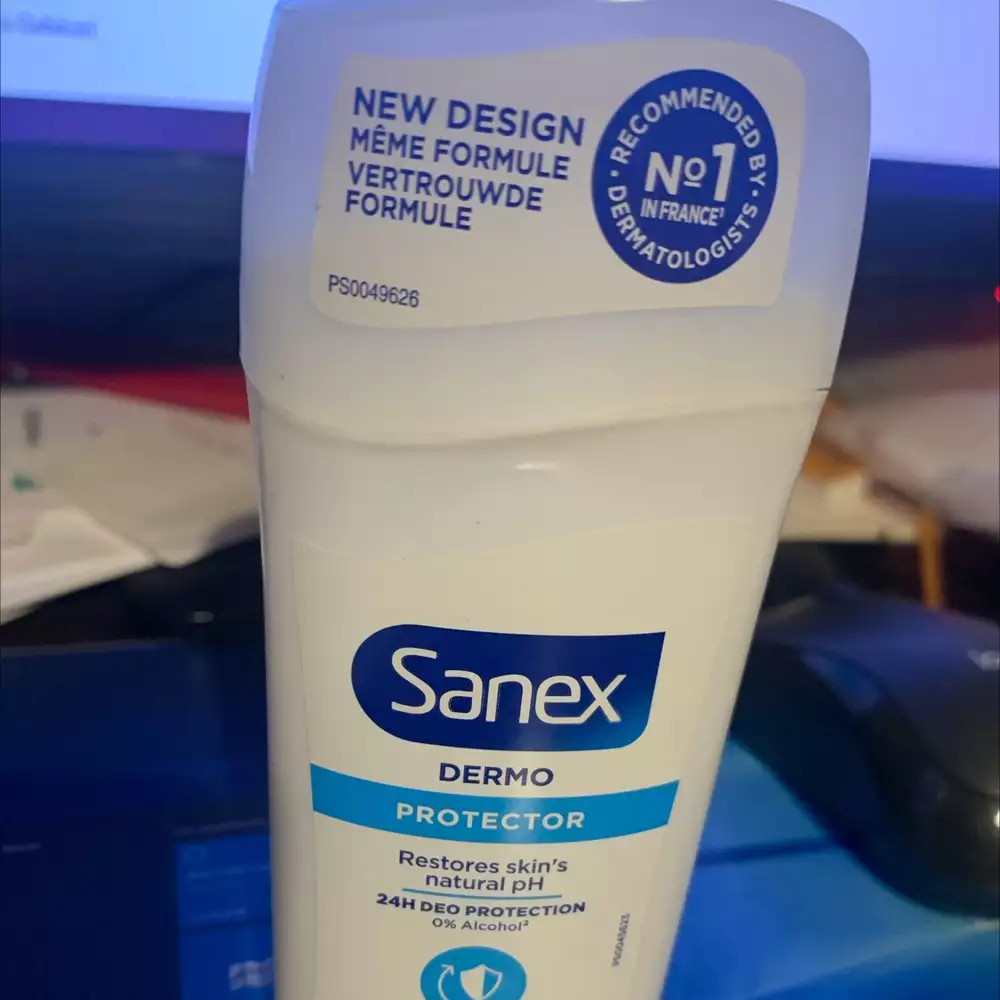 NEW DESIGN
MÊME FORMULE
VERTROUWDE
FORMULE
PS0049626
RECOMMENDED BY
Nº1
IN FRANCE¹
DERMATOLOGISTS
Sanex
DERMO
PROTECTOR
Restores skin's
natural pH
24H DEO PROTECTION
0% Alcohol²